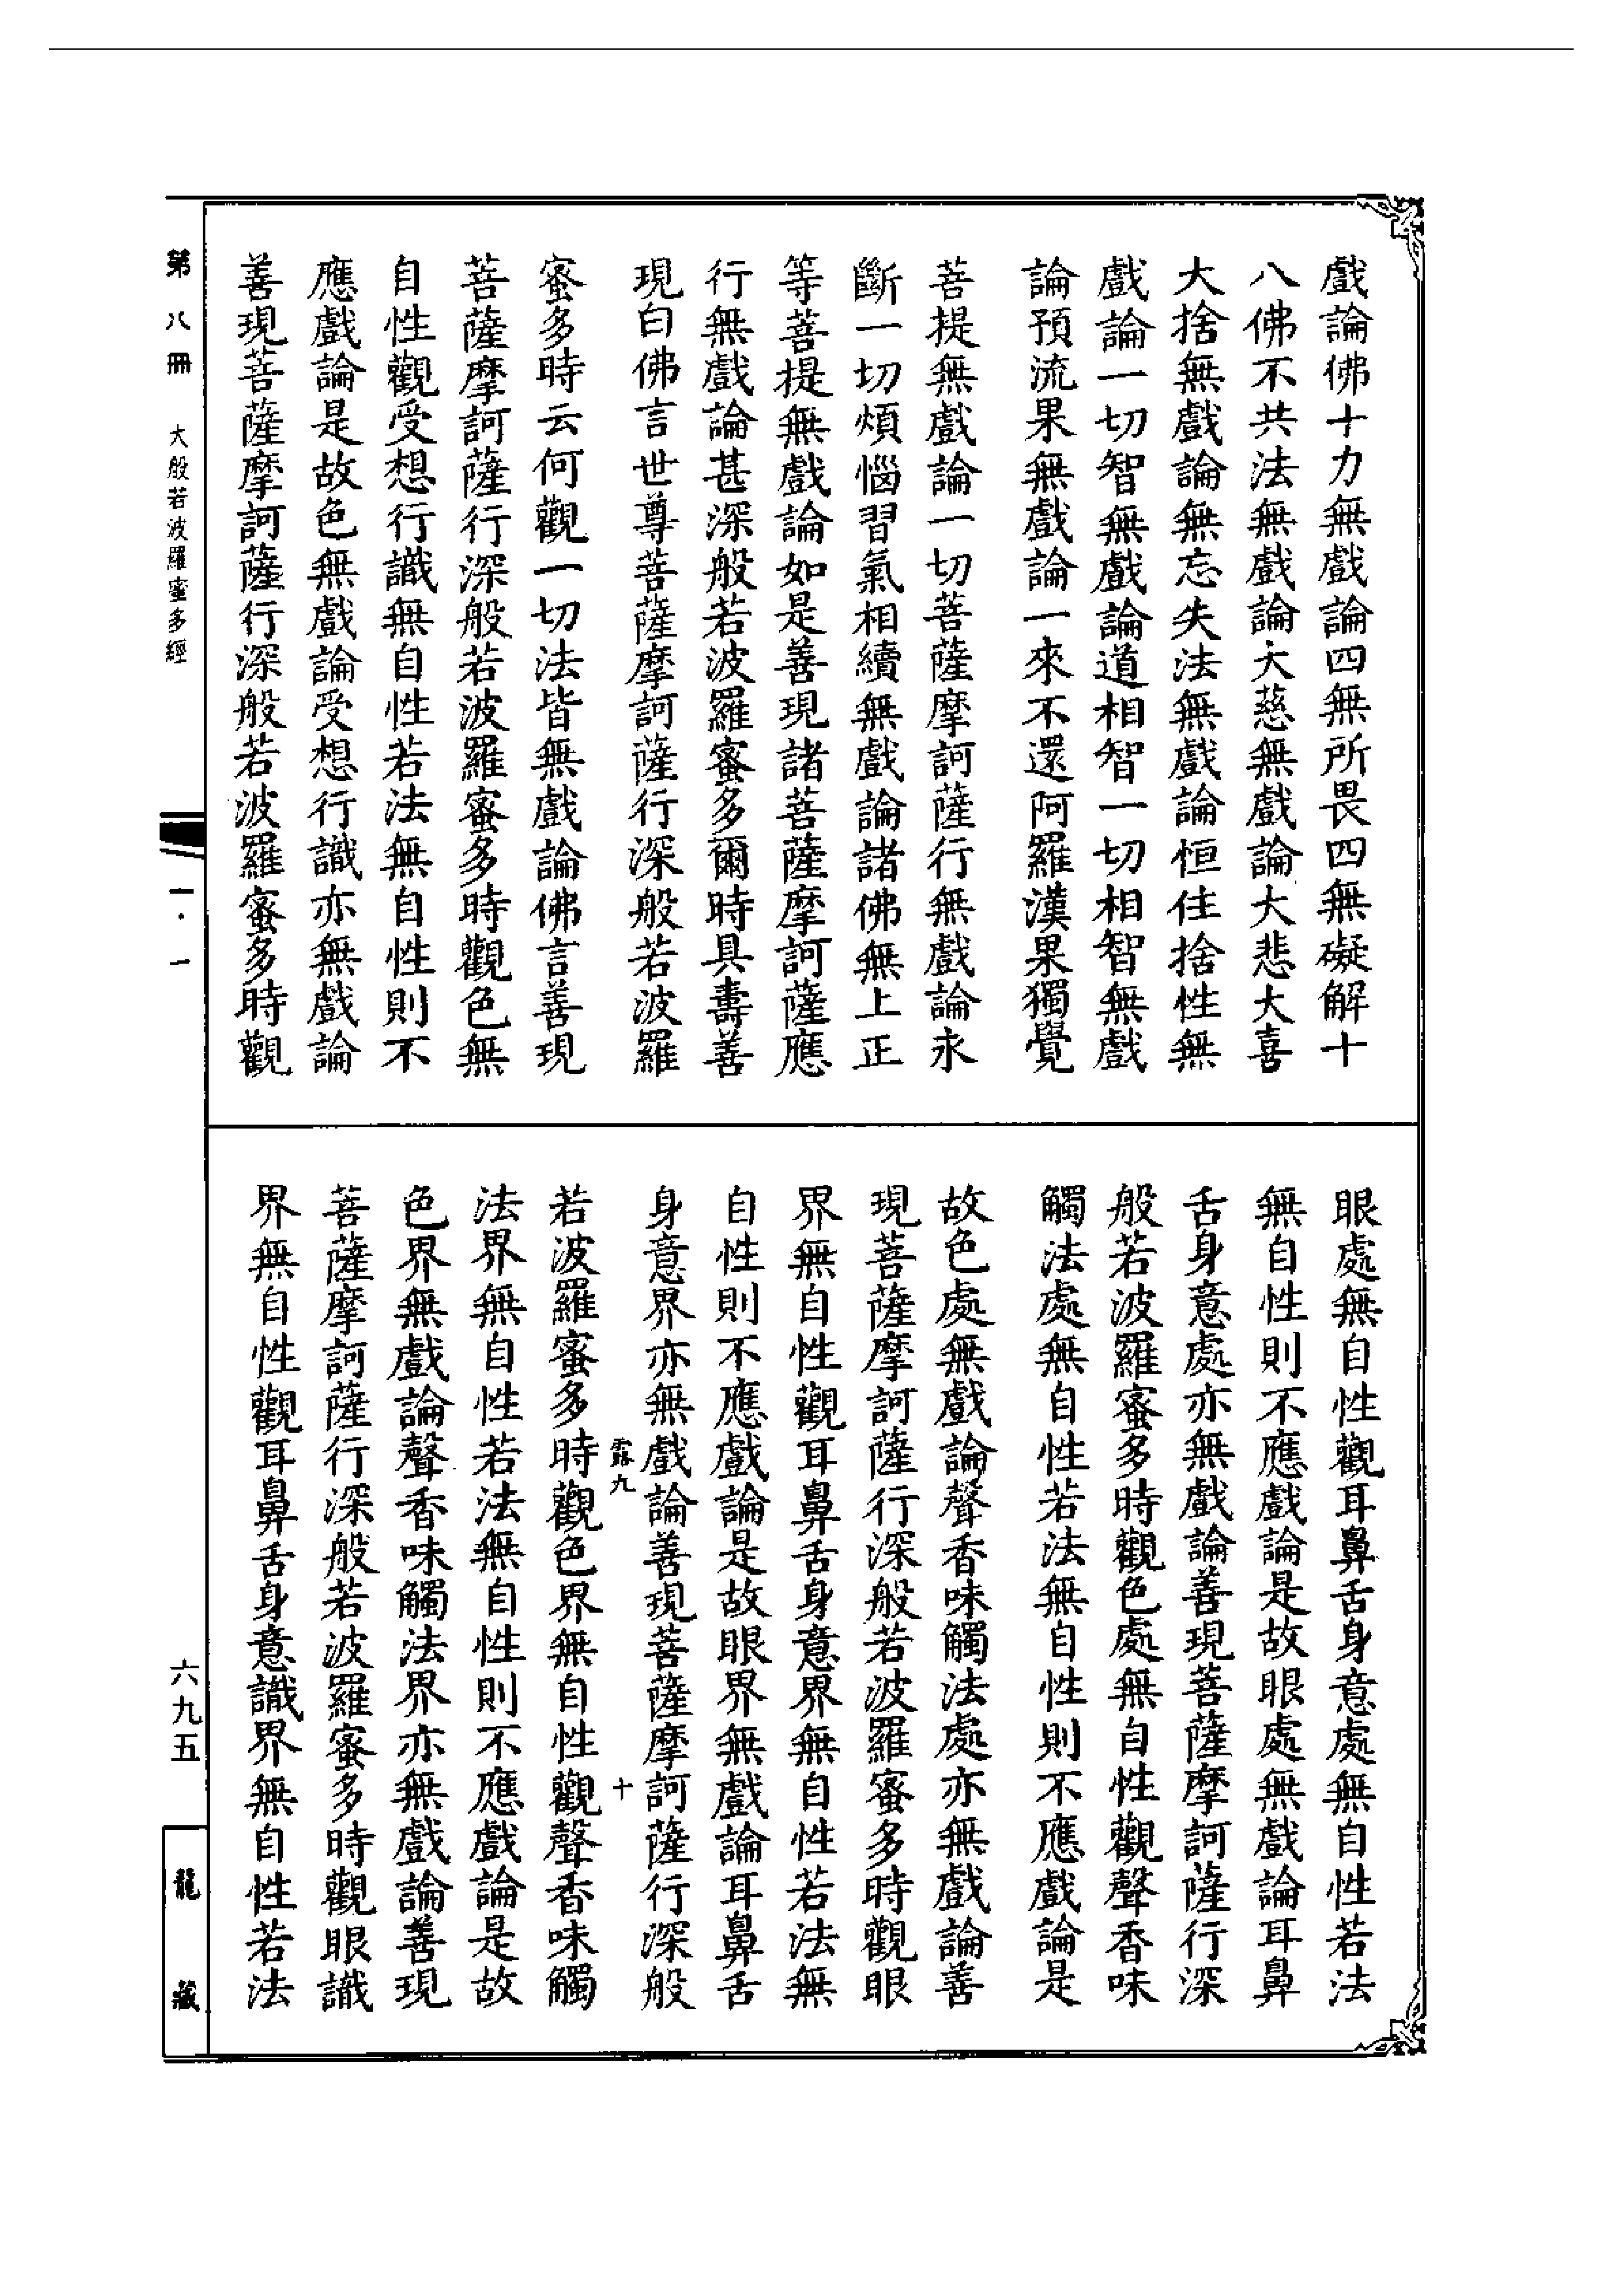 戲論佛十力無戲論四無所畏四無礙解十
八佛不共法無戲論大慈無戲論大悲大喜
大捨無戲論無忘失法無戲論恒住捨性無
戲論一切智無戲論道相智一切相智無戲
論預流果無戲論一來不還阿羅漢果獨覺
菩提無戲論一切菩薩摩訶薩行無戲論永
斷一切煩惱習氣相續無戲論諸佛無上正
等菩提無戲論如是善現諸菩薩摩訶薩應
行無戲論甚深般若波羅蜜多爾時具壽善
現白佛言世尊菩薩摩訶薩行深般若波羅
蜜多時云何觀一切法皆無戲論佛言善現
菩薩摩訶薩行深般若波羅蜜多時觀色無
自性觀受想行識無自性若法無自性則不
應戲論是故色無戲論受想行識亦無戲論
善現菩薩摩訶薩行深般若波羅蜜多時觀
眼處無自性觀耳鼻舌身意處無自性若法
無自性則不應戲論是故眼處無戲論耳鼻
舌身意處亦無戲論善現菩薩摩訶薩行深
般若波羅蜜多時觀色處無自性觀聲香味
觸法處無自性若法無自性則不應戲論是
故色處無戲論聲香味觸法處亦無戲論善
現菩薩摩訶薩行深般若波羅蜜多時觀眼
界無自性觀耳鼻舌身意界無自性若法無
自性則不應戲論是故眼界無戲論耳鼻舌
身意界亦無戲論善現菩薩摩訶薩行深般
露九 十
若波羅蜜多時觀色界無自性觀聲香味觸
法界無自性若法無自性則不應戲論是故
色界無戲論聲香味觸法界亦無戲論善現
菩薩摩訶薩行深般若波羅蜜多時觀眼識
界無自性觀耳鼻舌身意識界無自性若法
第八冊 大般若波羅蜜多經
一·一
六九五
龍藏